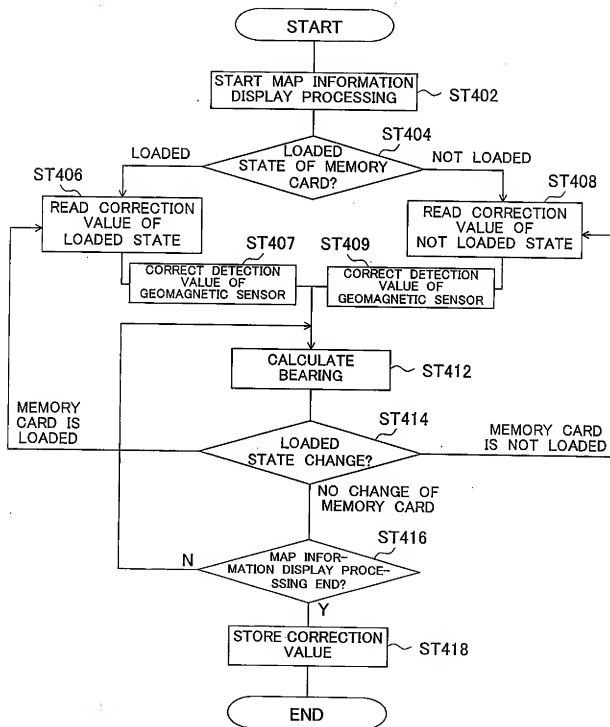 START
START MAP INFORMATION
DISPLAY PROCESSING
ST402
ST404
LOADED
STATE OF MEMORY
CARD?
LOADED
NOT LOADED
ST406
READ CORRECTION
VALUE OF
LOADED STATE
ST408
READ CORRECTION
VALUE OF
NOT LOADED STATE
ST407
CORRECT DETECTION
VALUE OF
GEOMAGNETIC SENSOR
ST409
CORRECT DETECTION
VALUE OF
GEOMAGNETIC SENSOR
CALCULATE
BEARING
ST412
ST414
MEMORY
CARD IS
LOADED
LOADED
STATE CHANGE?
MEMORY CARD
IS NOT LOADED
NO CHANGE OF
MEMORY CARD
ST416
N
MAP INFOR-
MATION DISPLAY PROCE-
SSING END?
Y
STORE CORRECTION
VALUE
ST418
END